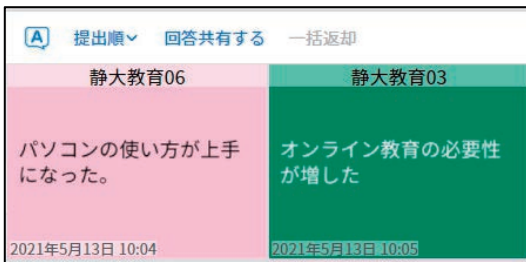 A 提出順 回答共有する 一括返却
静大教育06
パソコンの使い方が上手
になった。
2021年5月13日 10:04
静大教育03
オンライン教育の必要性
が増した
2021年5月13日 10:05